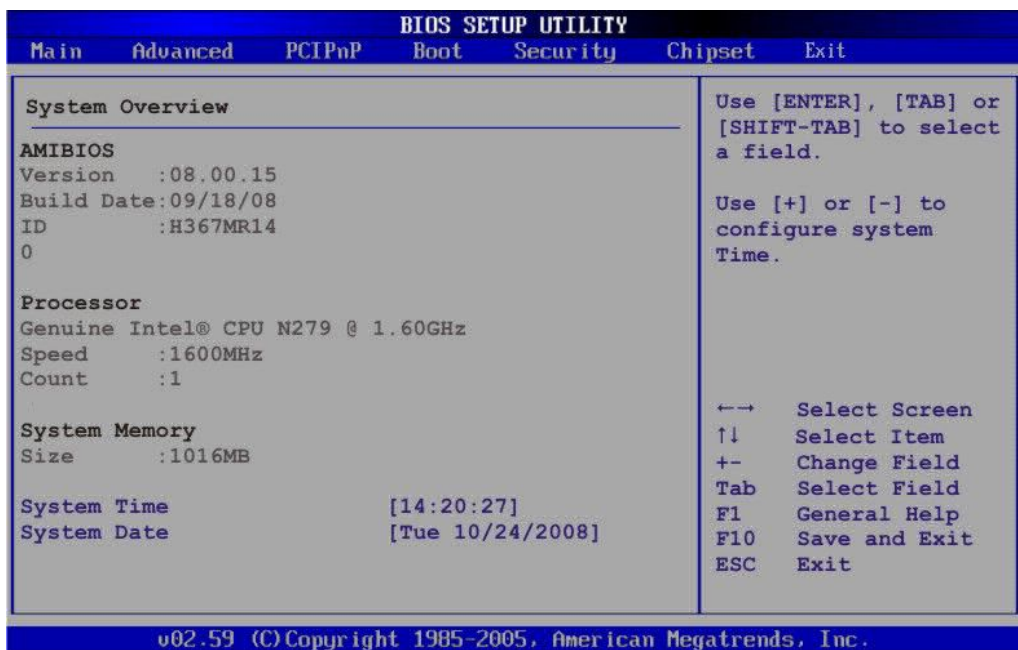 BIOS SETUP UTILITY
Main Advanced PCIPnP Boot Security Chipset Exit
System Overview
AMIBIOS
Version :08.00.15
Build Date:09/18/08
ID :H367MR14
0
Processor
Genuine Intel® CPU N279 @ 1.60GHz
Speed :1600MHz
Count :1
System Memory
Size :1016MB
System Time [14:20:27]
System Date [Tue 10/24/2008]
Use [ENTER], [TAB] or
[SHIFT-TAB] to select
a field.
Use [+] or [-] to
configure system
Time.
←→ Select Screen
↑↓ Select Item
+- Change Field
Tab Select Field
F1 General Help
F10 Save and Exit
ESC Exit
v02.59 (C)Copyright 1985-2005, American Megatrends, Inc.